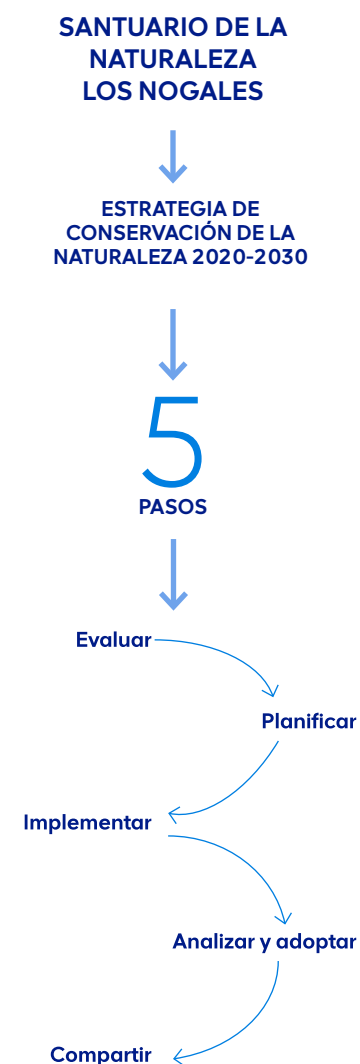 SANTUARIO DE LA
NATURALEZA
LOS NOGALES
ESTRATEGIA DE
CONSERVACIÓN DE LA
NATURALEZA 2020-2030
5
PASOS
Evaluar
Planificar
Implementar
Analizar y adoptar
Compartir